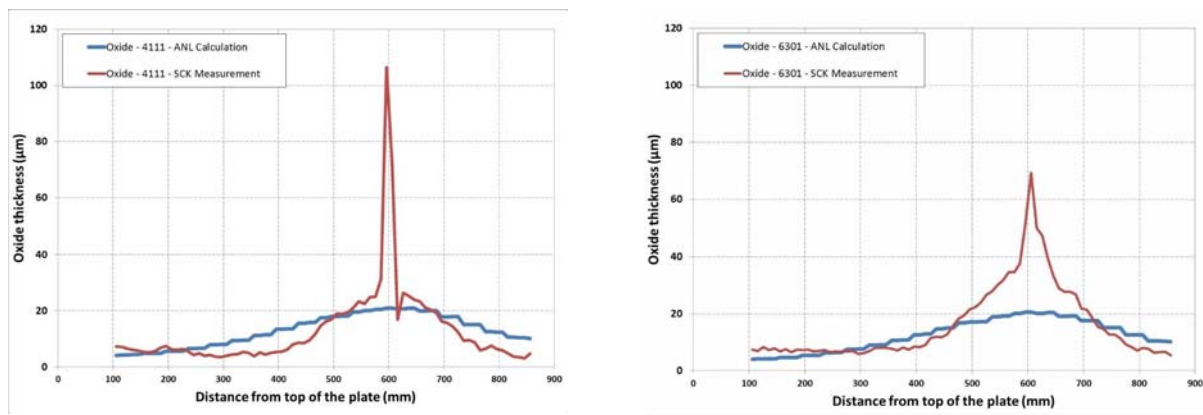 120
100
80
60
40
20
0
Oxide thickness (µm)
Oxide - 4111 - ANL Calculation
Oxide - 4111 - SCK Measurement
0 100 200 300 400 500 600 700 800 900
Distance from top of the plate (mm)
120
100
80
60
40
20
0
Oxide thickness (µm)
Oxide - 6301 - ANL Calculation
Oxide - 6301 - SCK Measurement
0 100 200 300 400 500 600 700 800 900
Distance from top of the plate (mm)